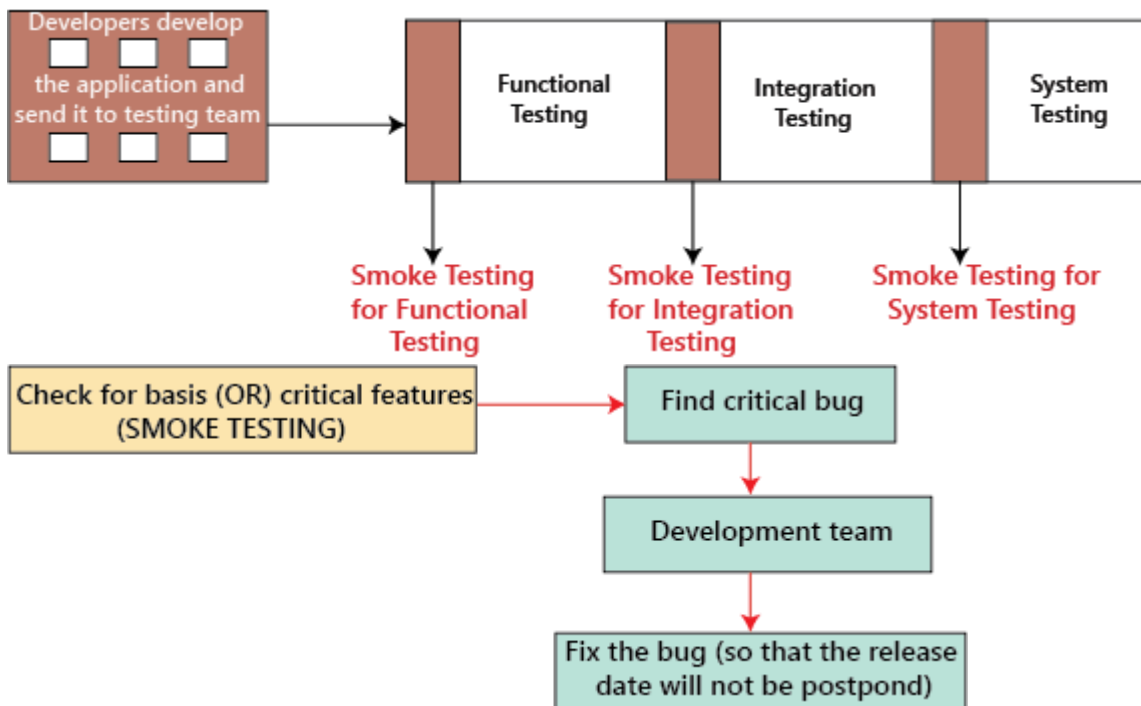 Developers develop
the application and
send it to testing team
Functional
Testing
Integration
Testing
System
Testing
Smoke Testing
for Functional
Testing
Smoke Testing
for Integration
Testing
Smoke Testing for
System Testing
Check for basis (OR) critical features
(SMOKE TESTING)
Find critical bug
Development team
Fix the bug (so that the release
date will not be postpond)